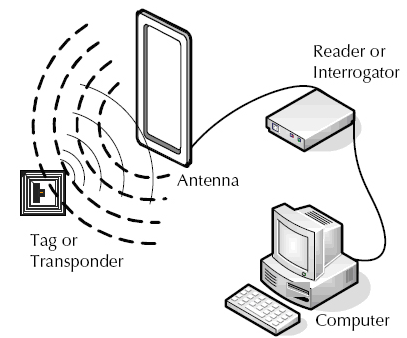 Reader or
Interrogator
Antenna
Tag or
Transponder
Computer